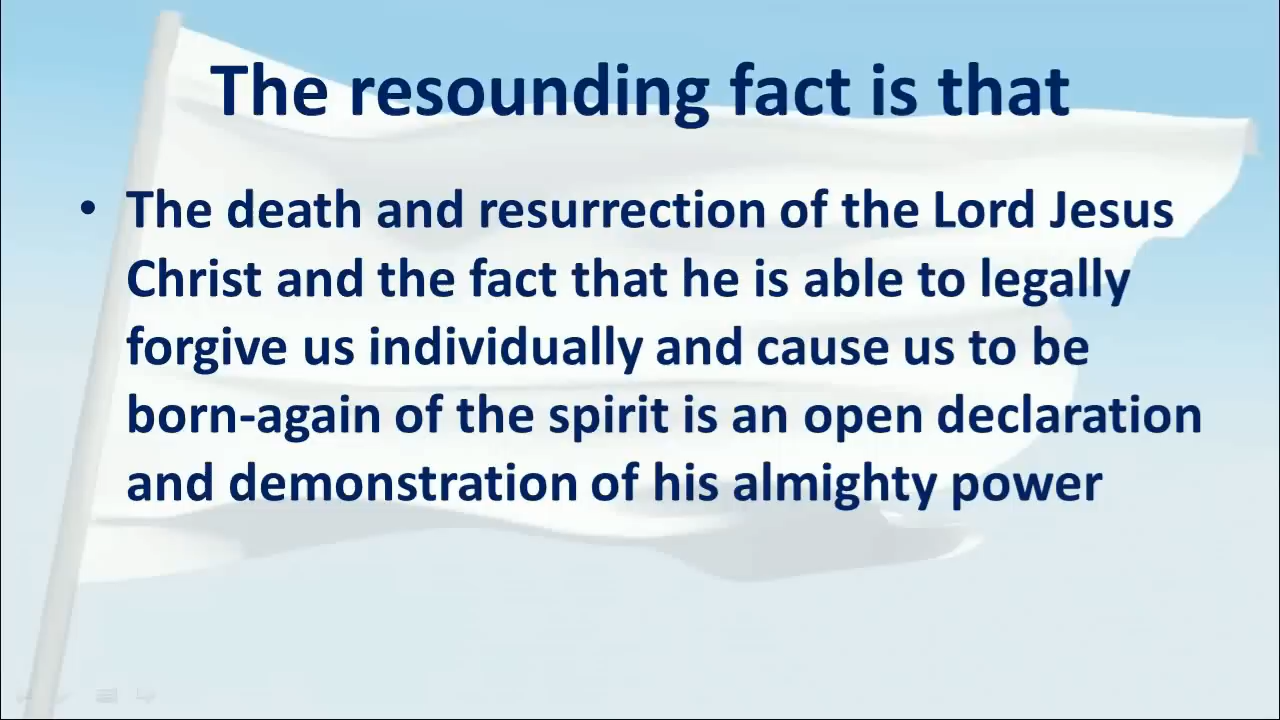 The resounding fact is that
• The death and resurrection of the Lord Jesus
Christ and the fact that he is able to legally
forgive us individually and cause us to be
born-again of the spirit is an open declaration
and demonstration of his almighty power